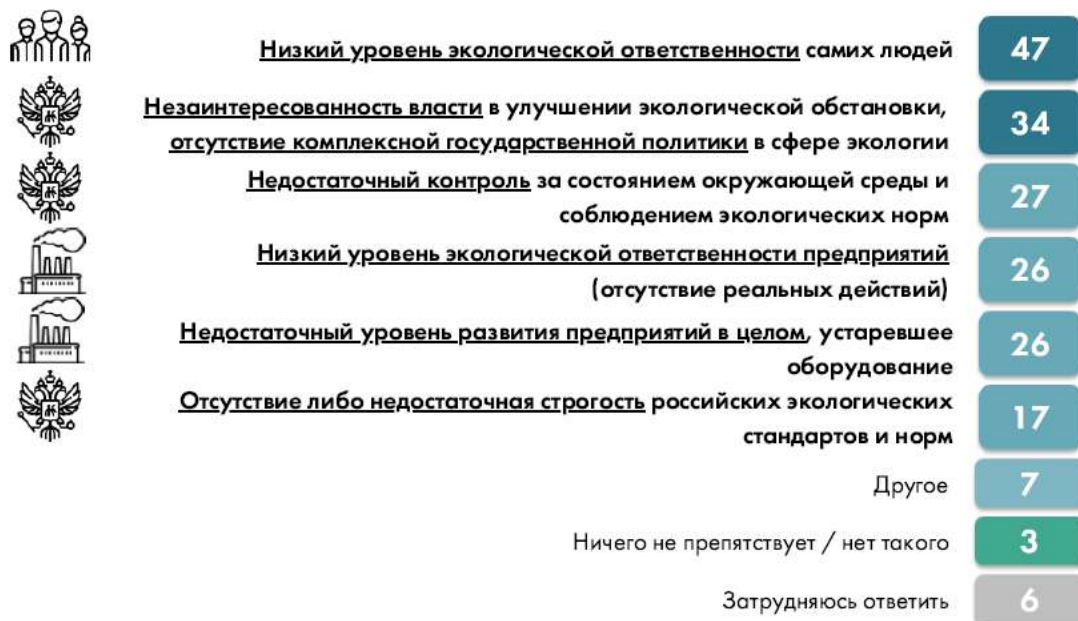 Низкий уровень экологической ответственности самих людей
47
Незаинтересованность власти в улучшении экологической обстановки,
отсутствие комплексной государственной политики в сфере экологии
34
Недостаточный контроль за состоянием окружающей среды и
соблюдением экологических норм
27
Низкий уровень экологической ответственности предприятий
(отсутствие реальных действий)
26
Недостаточный уровень развития предприятий в целом, устаревшее
оборудование
26
Отсутствие либо недостаточная строгость российских экологических
стандартов и норм
17
Другое
7
Ничего не препятствует / нет такого
3
Затрудняюсь ответить
6